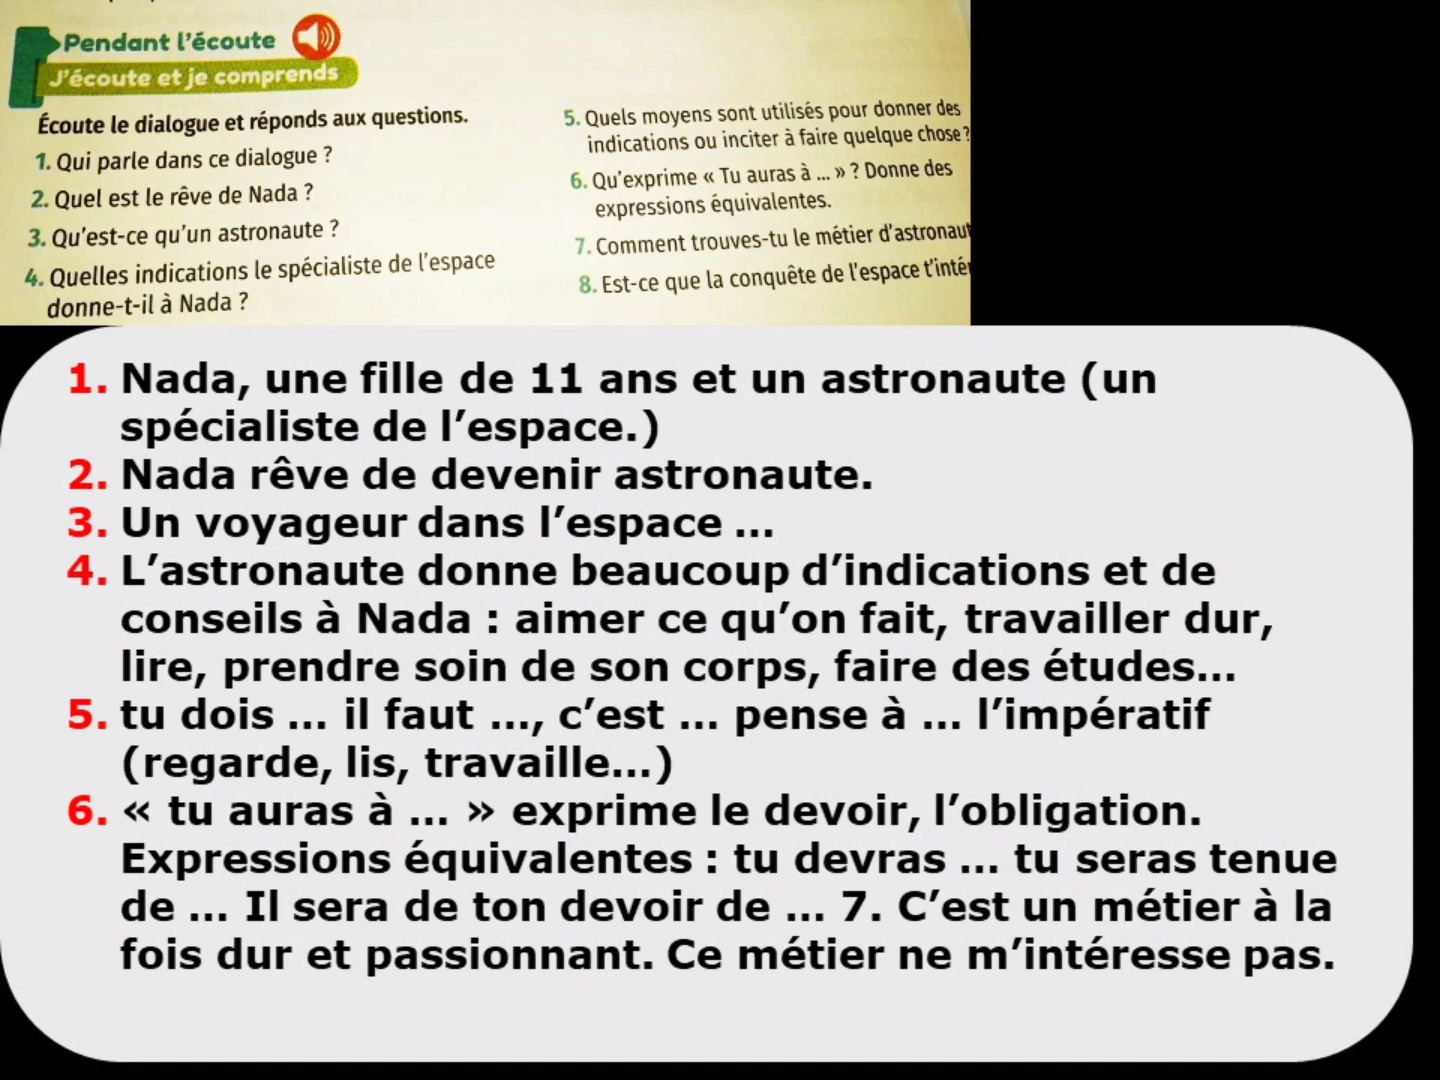 Pendant l'écoute
J'écoute et je comprends
Écoute le dialogue et réponds aux questions.
1. Qui parle dans ce dialogue ?
2. Quel est le rêve de Nada ?
3. Qu'est-ce qu'un astronaute ?
4. Quelles indications le spécialiste de l'espace
donne-t-il à Nada ?
5. Quels moyens sont utilisés pour donner des
indications ou inciter à faire quelque chose ?
6. Qu'exprime « Tu auras à ... » ? Donne des
expressions équivalentes.
7. Comment trouves-tu le métier
8. Est-ce que la conquête de l'espace
1. Nada, une fille de 11 ans et un astronaute (un
spécialiste de l'espace.)
2. Nada rêve de devenir astronaute.
3. Un voyageur dans l'espace ...
4. L'astronaute donne beaucoup d'indications et de
conseils à Nada : aimer ce qu'on fait, travailler dur,
lire, prendre soin de son corps, faire des études...
5. tu dois ... il faut ..., c'est ... pense à ... l'impératif
(regarde, lis, travaille...)
6. « tu auras à ... » exprime le devoir, l'obligation.
Expressions équivalentes : tu devras ... tu seras tenue
de ... Il sera de ton devoir de ... 7. C'est un métier à la
fois dur et passionnant. Ce métier ne m'intéresse pas.